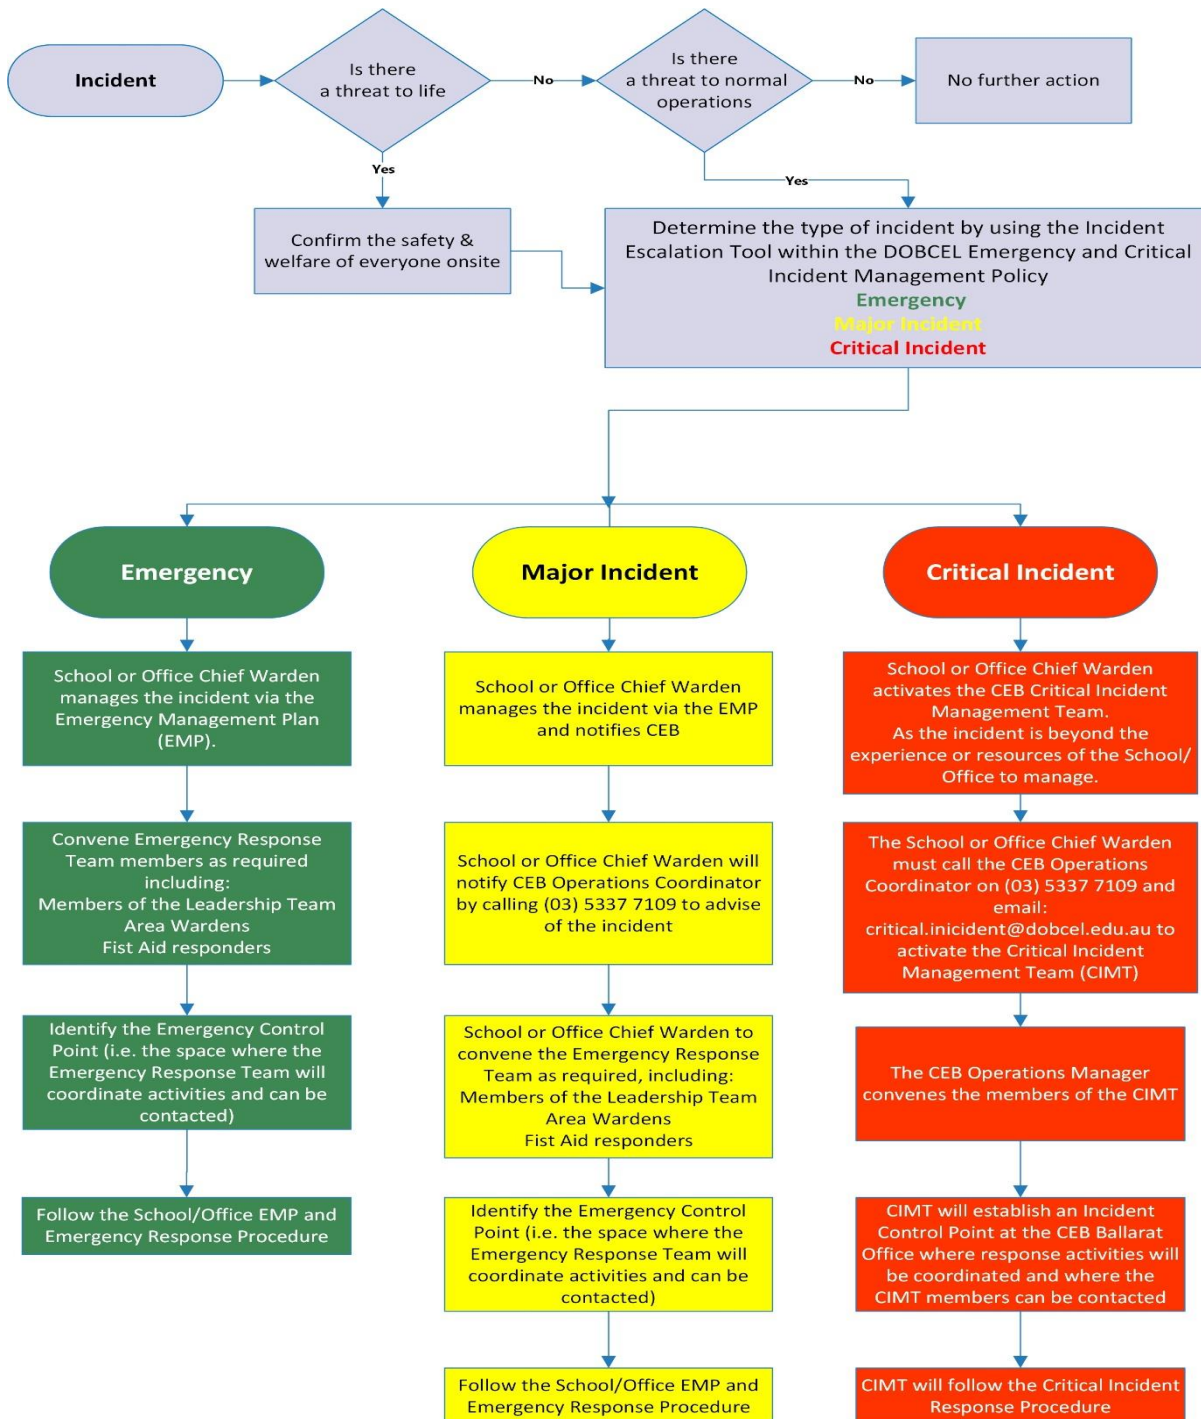 Incident
Is there
a threat to life
No
Is there
a threat to normal
operations
No
No further action
Yes
Yes
Confirm the safety &
welfare of everyone onsite
Determine the type of incident by using the Incident
Escalation Tool within the DOBCEL Emergency and Critical
Incident Management Policy
Emergency
Major Incident
Critical Incident
Emergency
School or Office Chief Warden
manages the incident via the
Emergency Management Plan
(EMP).
Convene Emergency Response
Team members as required
including:
Members of the Leadership Team
Area Wardens
Fist Aid responders
Identify the Emergency Control
Point (i.e. the space where the
Emergency Response Team will
coordinate activities and can be
contacted)
Follow the School/Office EMP and
Emergency Response Procedure
Major Incident
School or Office Chief Warden
manages the incident via the EMP
and notifies CEB
School or Office Chief Warden will
notify CEB Operations Coordinator
by calling (03) 5337 7109 to advise
of the incident
School or Office Chief Warden to
convene the Emergency Response
Team as required, including:
Members of the Leadership Team
Area Wardens
Fist Aid responders
Identify the Emergency Control
Point (i.e. the space where the
Emergency Response Team will
coordinate activities and can be
contacted)
Follow the School/Office EMP and
Emergency Response Procedure
Critical Incident
School or Office Chief Warden
activates the CEB Critical Incident
Management Team.
As the incident is beyond the
experience or resources of the School/
Office to manage.
The School or Office Chief Warden
must call the CEB Operations
Coordinator on (03) 5337 7109 and
email:
critical.inicident@dobcel.edu.au to
activate the Critical Incident
Management Team (CIMT)
The CEB Operations Manager
convenes the members of the CIMT
CIMT will establish an Incident
Control Point at the CEB Ballarat
Office where response activities will
be coordinated and where the
CIMT members can be contacted
CIMT will follow the Critical Incident
Response Procedure